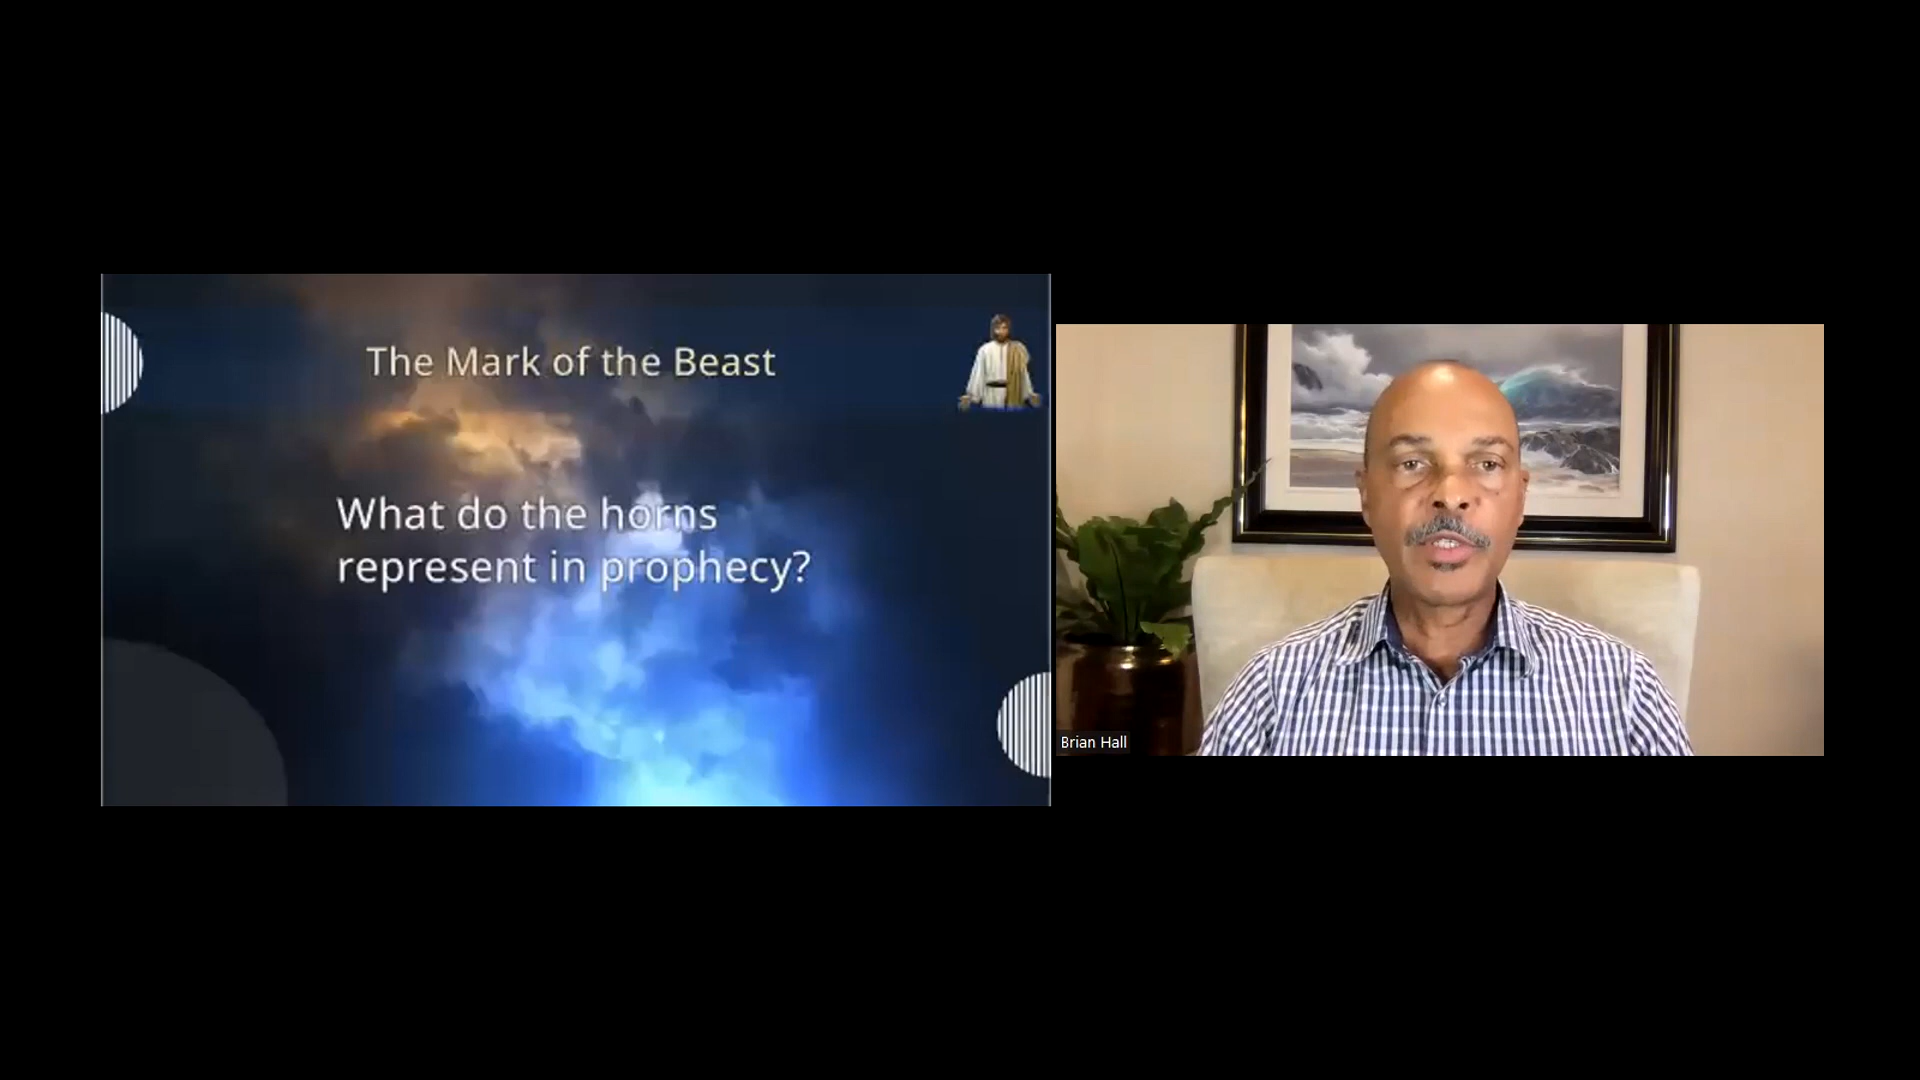 The Mark of the Beast
What do the horns
represent in prophecy?
Brian Hall